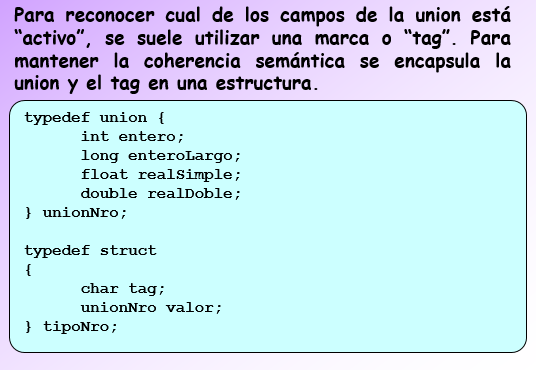 Para reconocer cual de los campos de la union está
“activo”, se suele utilizar una marca o “tag”. Para
mantener la coherencia semántica se encapsula la
union y el tag en una estructura.
typedef union {
int entero;
long enteroLargo;
float realSimple;
double realDoble;
} unionNro;
typedef struct
{
char tag;
unionNro valor;
} tipoNro;